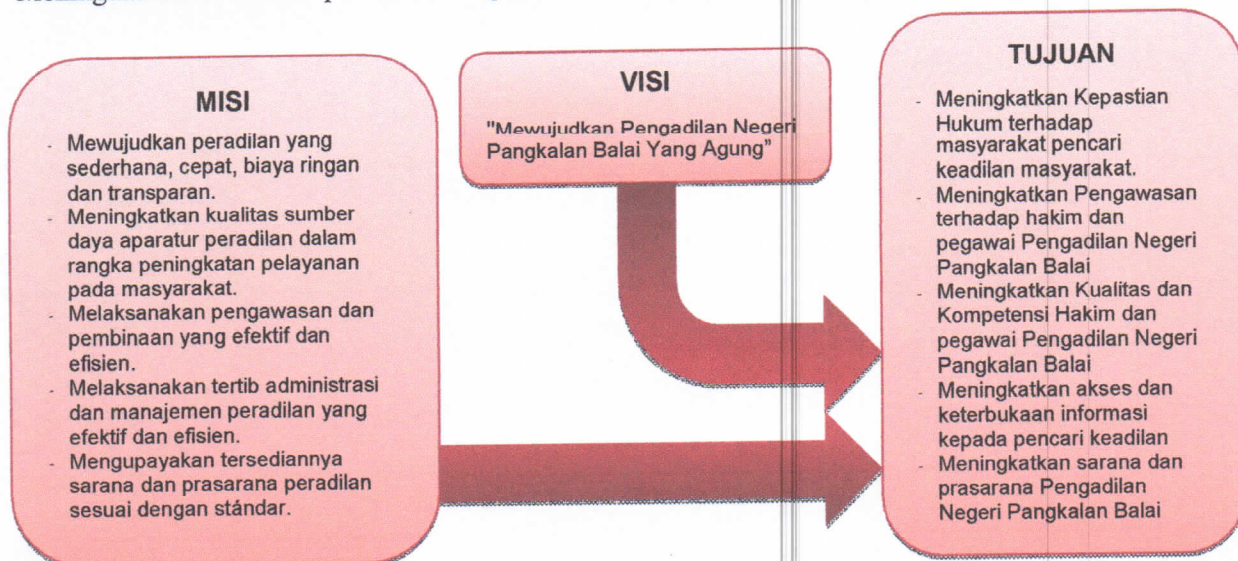 MISI
- Mewujudkan peradilan yang
sederhana, cepat, biaya ringan
dan transparan.
- Meningkatkan kualitas sumber
daya aparatur peradilan dalam
rangka peningkatan pelayanan
pada masyarakat.
- Melaksanakan pengawasan dan
pembinaan yang efektif dan
efisien.
- Melaksanakan tertib administrasi
dan manajemen peradilan yang
efektif dan efisien.
- Mengupayakan tersediannya
sarana dan prasarana peradilan
sesuai dengan stándar.
VISI
"Mewujudkan Pengadilan Negeri
Pangkalan Balai Yang Agung”
TUJUAN
- Meningkatkan Kepastian
Hukum terhadap
masyarakat pencari
keadilan masyarakat.
- Meningkatkan Pengawasan
terhadap hakim dan
pegawai Pengadilan Negeri
Pangkalan Balai
- Meningkatkan Kualitas dan
Kompetensi Hakim dan
pegawai Pengadilan Negeri
Pangkalan Balai
- Meningkatkan akses dan
keterbukaan informasi
kepada pencari keadilan
- Meningkatkan sarana dan
prasarana Pengadilan
Negeri Pangkalan Balai